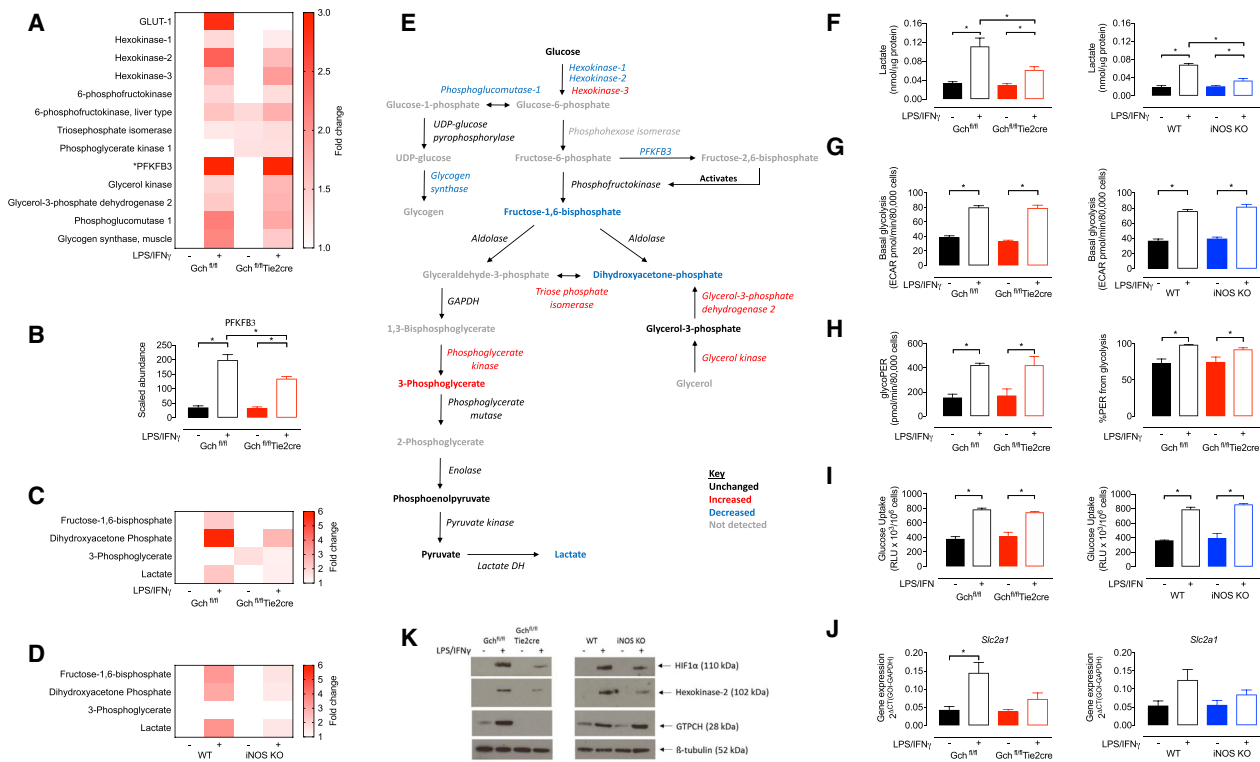 A
GLUT-1
Hexokinase-1
Hexokinase-2
Hexokinase-3
6-phosphofructokinase
6-phosphofructokinase, liver type
Triosephosphate isomerase
Phosphoglycerate kinase 1
*PFKFB3
Glycerol kinase
Glycerol-3-phosphate dehydrogenase 2
Phosphoglucomutase 1
Glycogen synthase, muscle
LPS/IFNγ - + - +
Gch fl/fl Gch fl/fl Tie2cre
3.0
2.5
2.0
1.5
1.0
Fold change
B
PFKFB3
* * *
Scaled abundance
250
200
150
100
50
0
LPS/IFNγ - + - +
Gch fl/fl Gch fl/fl Tie2cre
C
Fructose-1,6-bisphosphate
Dihydroxyacetone Phosphate
3-Phosphoglycerate
Lactate
LPS/IFNγ - + - +
Gch fl/fl Gch fl/fl Tie2cre
6
5
4
3
2
1
Fold change
D
Fructose-1,6-bisphosphate
Dihydroxyacetone Phosphate
3-Phosphoglycerate
Lactate
- + - +
WT iNOS KO
6
5
4
3
2
1
Fold change
E
Glucose
Hexokinase-1
Hexokinase-2
Hexokinase-3
Phosphoglucomutase-1
Glucose-1-phosphate Glucose-6-phosphate
UDP-glucose
pyrophosphorylase
Phosphohexose isomerase
UDP-glucose Fructose-6-phosphate PFKFB3 Fructose-2,6-bisphosphate
Glycogen
synthase
Phosphofructokinase
Activates
Glycogen Fructose-1,6-bisphosphate
Aldolase Aldolase
Glyceraldehyde-3-phosphate Dihydroxyacetone-phosphate
Triose phosphate
isomerase
GAPDH
Glycerol-3-phosphate
dehydrogenase 2
1,3-Bisphosphoglycerate Glycerol-3-phosphate
Phosphoglycerate
kinase
Glycerol kinase
3-Phosphoglycerate Glycerol
Phosphoglycerate
mutase
2-Phosphoglycerate
Enolase
Phosphoenolpyruvate
Pyruvate kinase
Pyruvate Lactate
Lactate DH
Key
Unchanged
Increased
Decreased
Not detected
F
Lactate
(nmol/µg protein)
0.16
0.12
0.08
0.04
0.00
* * *
LPS/IFNγ - + - +
Gch fl/fl Gch fl/fl Tie2cre
Lactate
(nmol/µg protein)
0.16
0.12
0.08
0.04
0.00
* * *
LPS/IFNγ - + - +
WT iNOS KO
G
Basal glycolysis
(ECAR pmol/min/80,000 cells)
100
80
60
40
20
0
* *
LPS/IFNγ - + - +
Gch fl/fl Gch fl/fl Tie2cre
Basal glycolysis
(ECAR pmol/min/80,000 cells)
100
80
60
40
20
0
* *
LPS/IFNγ - + - +
WT iNOS KO
H
glycoPER
(pmol/min/80,000 cells)
600
400
200
0
* *
LPS/IFNγ - + - +
Gch fl/fl Gch fl/fl Tie2cre
%PER from glycolysis
100
50
0
* *
LPS/IFNγ - + - +
Gch fl/fl Gch fl/fl Tie2cre
I
Glucose Uptake
(RLU x 10³/10⁶ cells)
1000
800
600
400
200
0
* *
LPS/IFN - + - +
Gch fl/fl Gch fl/fl Tie2cre
Glucose Uptake
(RLU x 10³/10⁶ cells)
1000
800
600
400
200
0
* *
LPS/IFN - + - +
WT iNOS KO
J
Slc2a1
Gene expression
2^(CTGOI-GAPDH)
0.20
0.15
0.10
0.05
0.00
*
LPS/IFNγ - + - +
Gch fl/fl Gch fl/fl Tie2cre
Slc2a1
Gene expression
0.20
0.15
0.10
0.05
0.00
LPS/IFNγ - + - +
WT iNOS KO
K
Gch fl/fl Gch fl/fl Tie2cre WT iNOS KO
LPS/IFNγ - + - + - + - +
HIF1α (110 kDa)
Hexokinase-2 (102 kDa)
GTPCH (28 kDa)
ß-tubulin (52 kDa)